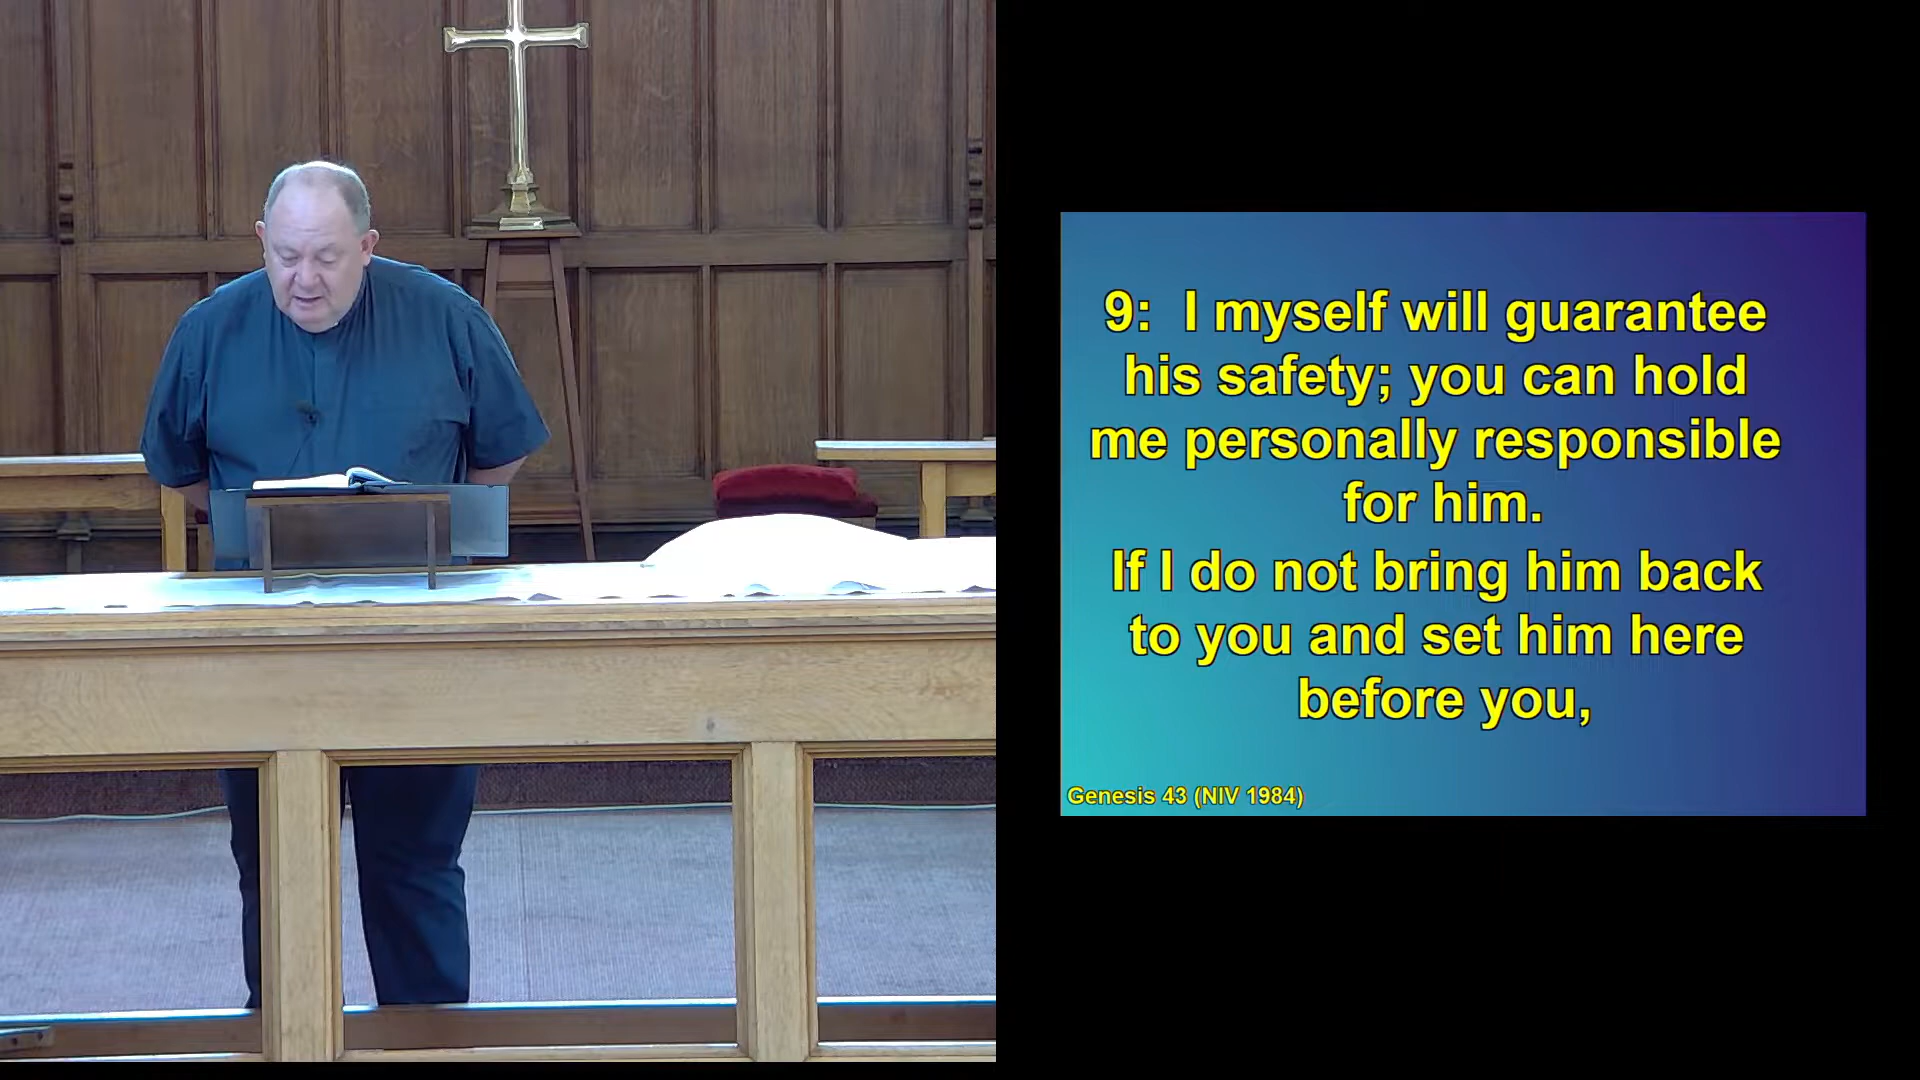 9:  I myself will guarantee
his safety; you can hold
me personally responsible
for him.
If I do not bring him back
to you and set him here
before you,
Genesis 43 (NIV 1984)